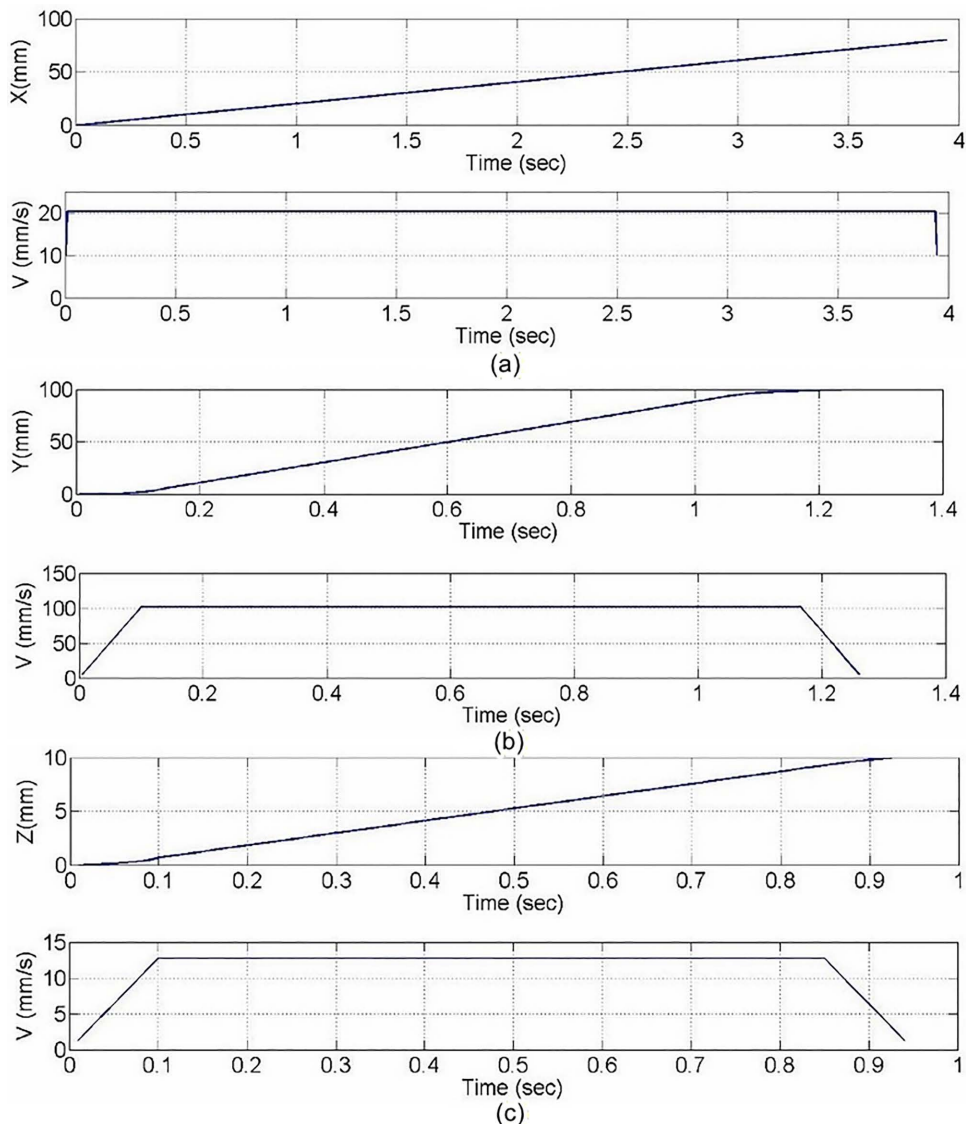 100
X(mm)
50
0
0 0.5 1 1.5 2 2.5 3 3.5 4
Time (sec)
20
V (mm/s)
10
0
0 0.5 1 1.5 2 2.5 3 3.5 4
Time (sec)
(a)
100
Y(mm)
50
0
0 0.2 0.4 0.6 0.8 1 1.2 1.4
Time (sec)
150
V (mm/s)
100
50
0
0 0.2 0.4 0.6 0.8 1 1.2 1.4
Time (sec)
(b)
10
Z(mm)
5
0
0 0.1 0.2 0.3 0.4 0.5 0.6 0.7 0.8 0.9 1
Time (sec)
15
V (mm/s)
10
5
0
0 0.1 0.2 0.3 0.4 0.5 0.6 0.7 0.8 0.9 1
Time (sec)
(c)